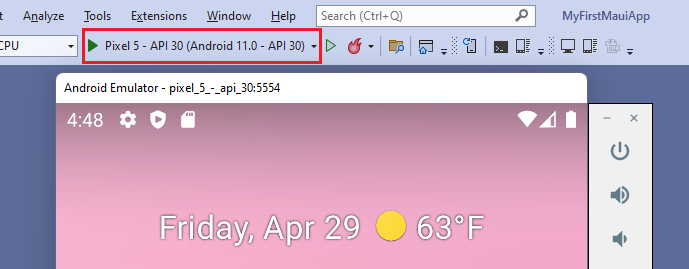 Analyze Tools Extensions Window Help Search (Ctrl+Q) MyFirstMauiApp
CPU Pixel 5 - API 30 (Android 11.0 - API 30)
Android Emulator - pixel_5_-_api_30:5554
4:48
Friday, Apr 29 63°F